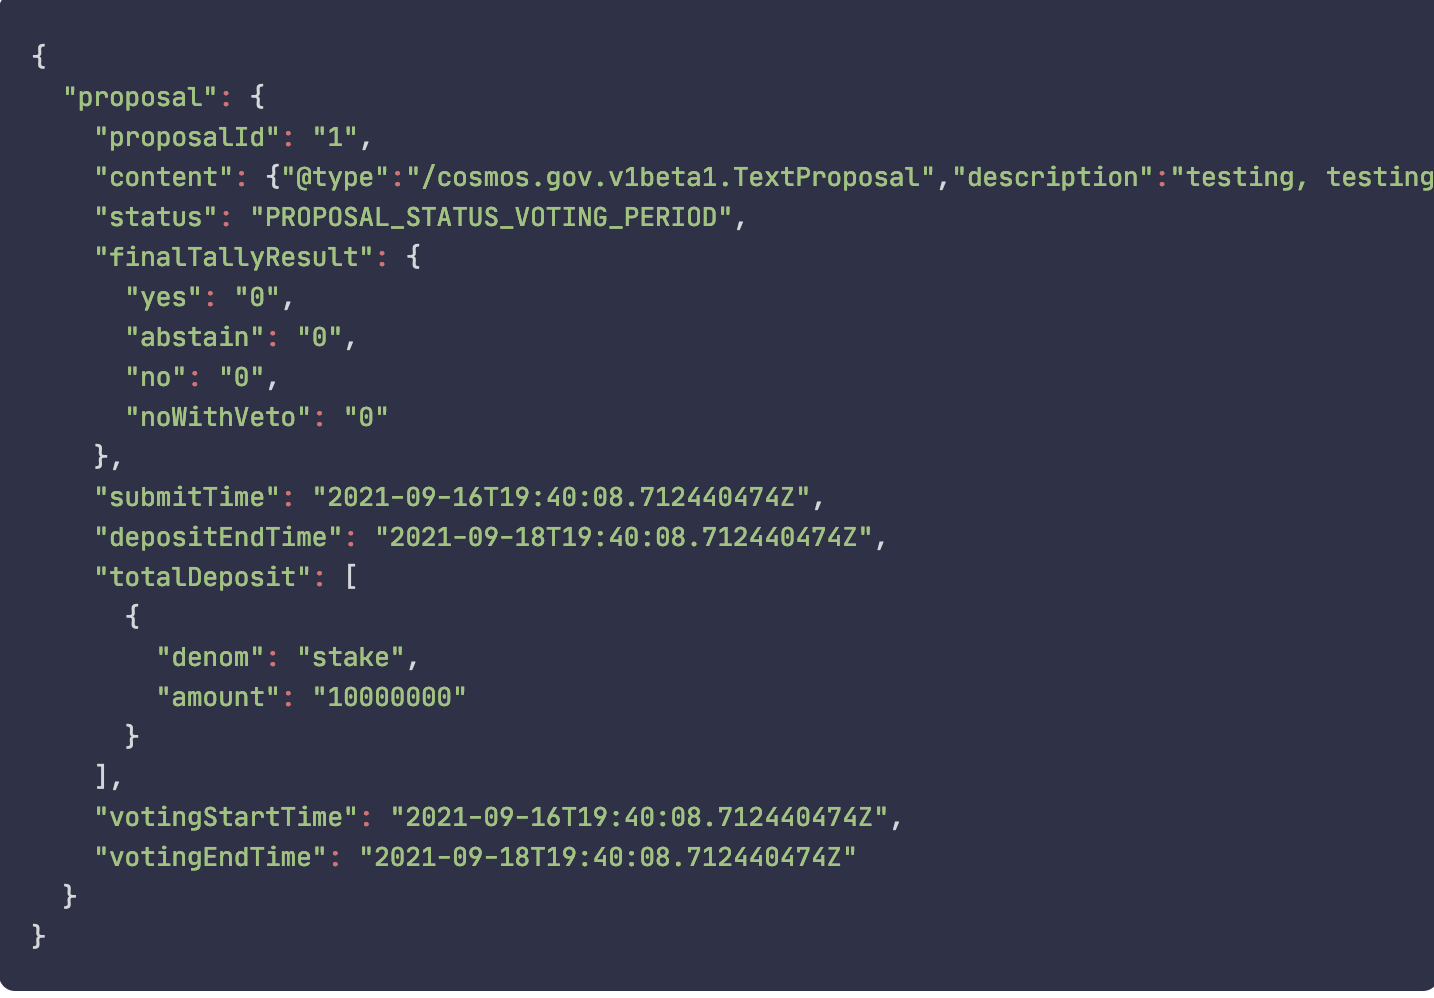 {
  "proposal": {
    "proposalId": "1",
    "content": {"@type":"/cosmos.gov.v1beta1.TextProposal","description":"testing, testing
    "status": "PROPOSAL_STATUS_VOTING_PERIOD",
    "finalTallyResult": {
      "yes": "0",
      "abstain": "0",
      "no": "0",
      "noWithVeto": "0"
    },
    "submitTime": "2021-09-16T19:40:08.712440474Z",
    "depositEndTime": "2021-09-18T19:40:08.712440474Z",
    "totalDeposit": [
      {
        "denom": "stake",
        "amount": "10000000"
      }
    ],
    "votingStartTime": "2021-09-16T19:40:08.712440474Z",
    "votingEndTime": "2021-09-18T19:40:08.712440474Z"
  }
}